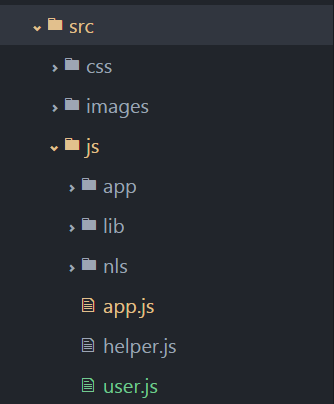 src
css
images
js
app
lib
nls
app.js
helper.js
user.js